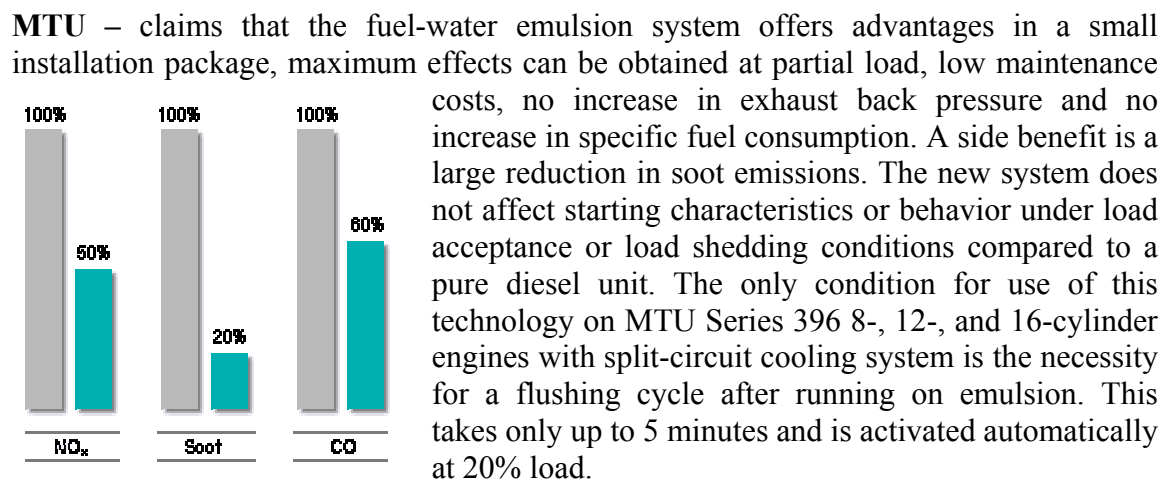 MTU – claims that the fuel-water emulsion system offers advantages in a small
installation package, maximum effects can be obtained at partial load, low maintenance
costs, no increase in exhaust back pressure and no
increase in specific fuel consumption. A side benefit is a
large reduction in soot emissions. The new system does
not affect starting characteristics or behavior under load
acceptance or load shedding conditions compared to a
pure diesel unit. The only condition for use of this
technology on MTU Series 396 8-, 12-, and 16-cylinder
engines with split-circuit cooling system is the necessity
for a flushing cycle after running on emulsion. This
takes only up to 5 minutes and is activated automatically
at 20% load.
100% 100% 100%
50% 20% 60%
NOx Soot CO